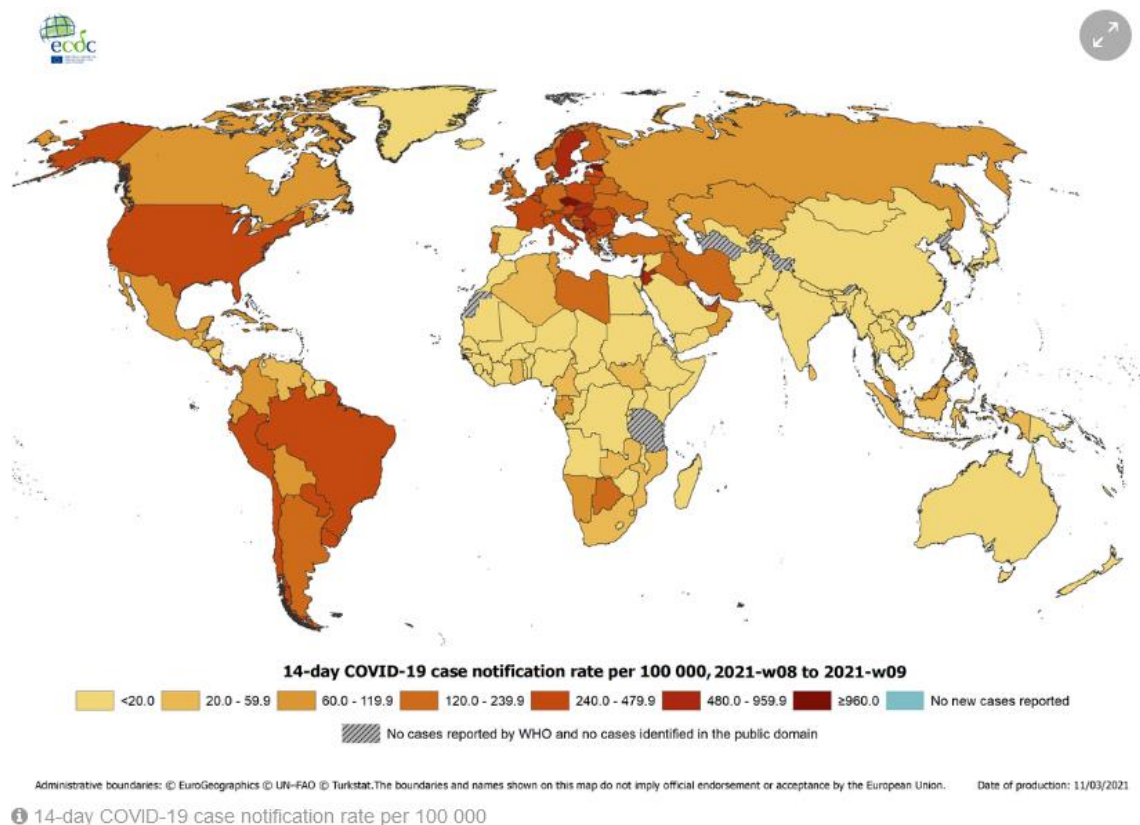 ecdc
14-day COVID-19 case notification rate per 100 000, 2021-w08 to 2021-w09
<20.0 20.0 - 59.9 60.0 - 119.9 120.0 - 239.9 240.0 - 479.9 480.0 - 959.9 ≥960.0 No new cases reported
No cases reported by WHO and no cases identified in the public domain
Administrative boundaries: © EuroGeographics © UN–FAO © Turkstat.The boundaries and names shown on this map do not imply official endorsement or acceptance by the European Union. Date of production: 11/03/2021
14-day COVID-19 case notification rate per 100 000